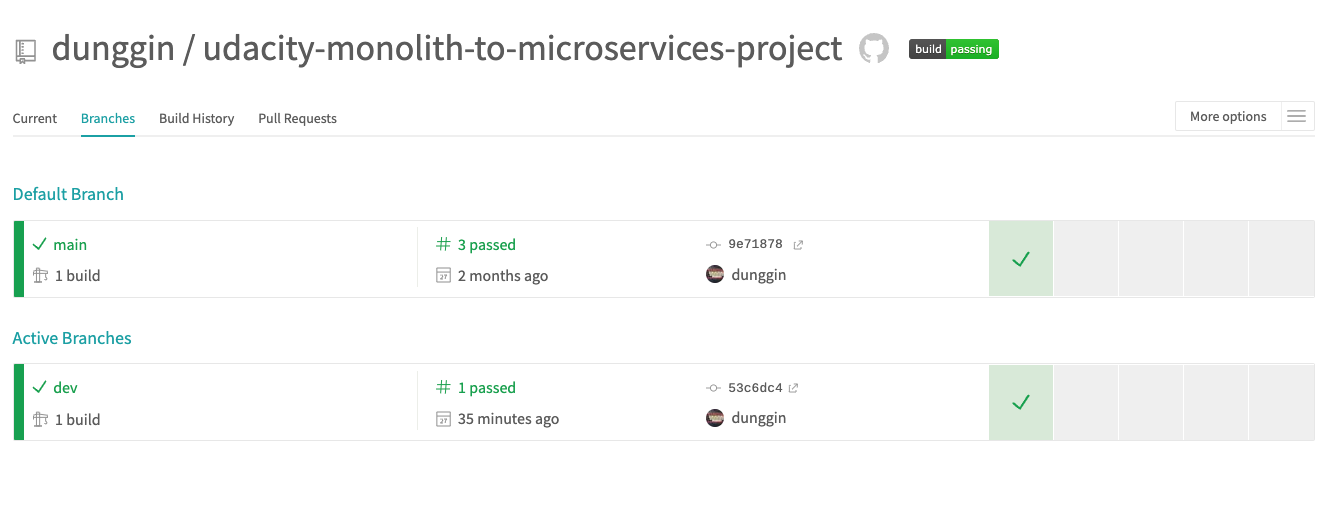 dunggin / udacity-monolith-to-microservices-project build passing
Current Branches Build History Pull Requests More options
Default Branch
main # 3 passed 9e71878
1 build 27 2 months ago dunggin
Active Branches
dev # 1 passed 53c6dc4
1 build 27 35 minutes ago dunggin